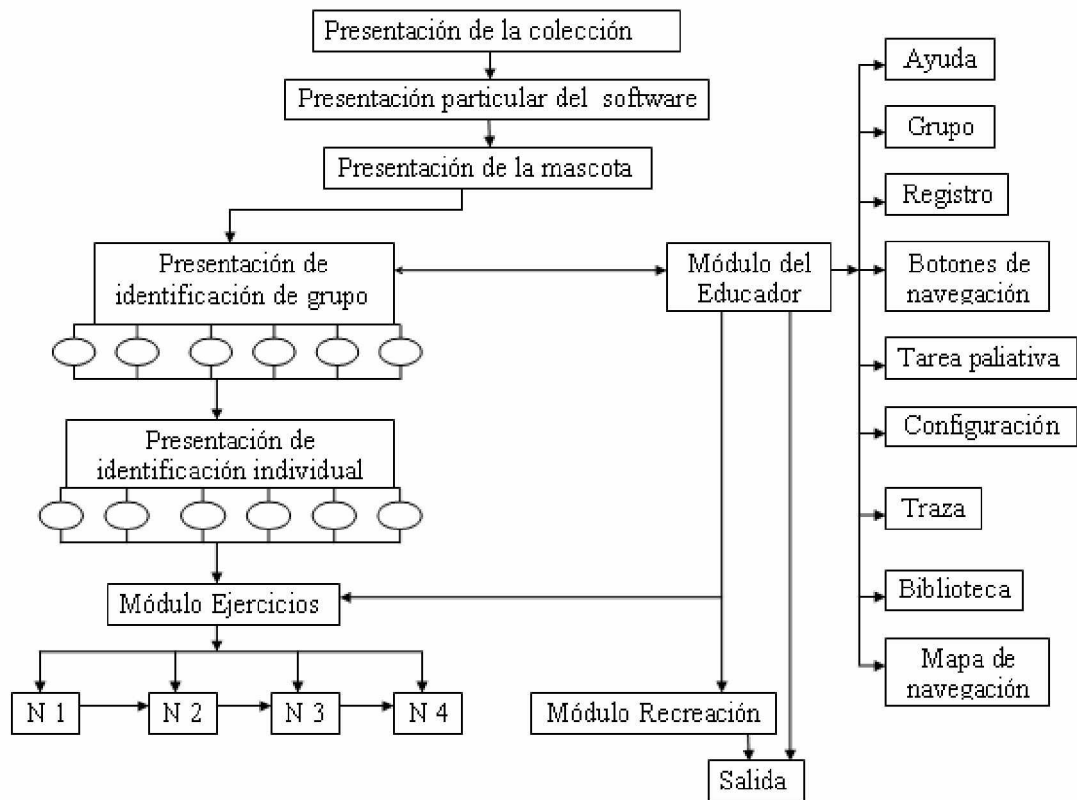 Presentación de la colección
Presentación particular del software
Presentación de la mascota
Presentación de
identificación de grupo
Presentación de
identificación individual
Módulo Ejercicios
N 1
N 2
N 3
N 4
Módulo del
Educador
Módulo Recreación
Salida
Ayuda
Grupo
Registro
Botones de
navegación
Tarea paliativa
Configuración
Traza
Biblioteca
Mapa de
navegación